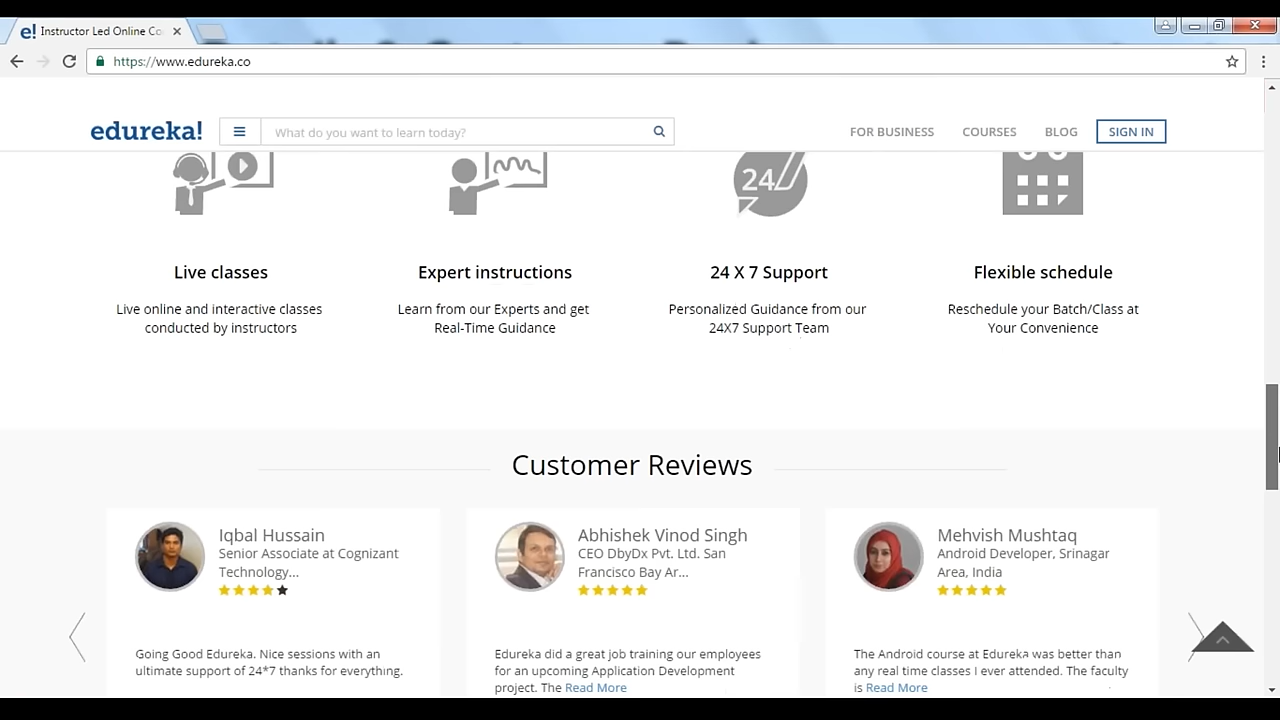 e! Instructor Led Online Co
https://www.edureka.co
edureka!
What do you want to learn today?
FOR BUSINESS
COURSES
BLOG
SIGN IN
24
Live classes
Live online and interactive classes
conducted by instructors
Expert instructions
Learn from our Experts and get
Real-Time Guidance
24 X 7 Support
Personalized Guidance from our
24X7 Support Team
Flexible schedule
Reschedule your Batch/Class at
Your Convenience
Customer Reviews
Iqbal Hussain
Senior Associate at Cognizant
Technology...
Going Good Edureka. Nice sessions with an
ultimate support of 24*7 thanks for everything.
Abhishek Vinod Singh
CEO DbyDx Pvt. Ltd. San
Francisco Bay Ar...
Edureka did a great job training our employees
for an upcoming Application Development
project. The Read More
Mehvish Mushtaq
Android Developer, Srinagar
Area, India
The Android course at Edureka was better than
any real time classes I ever attended. The faculty
is Read More